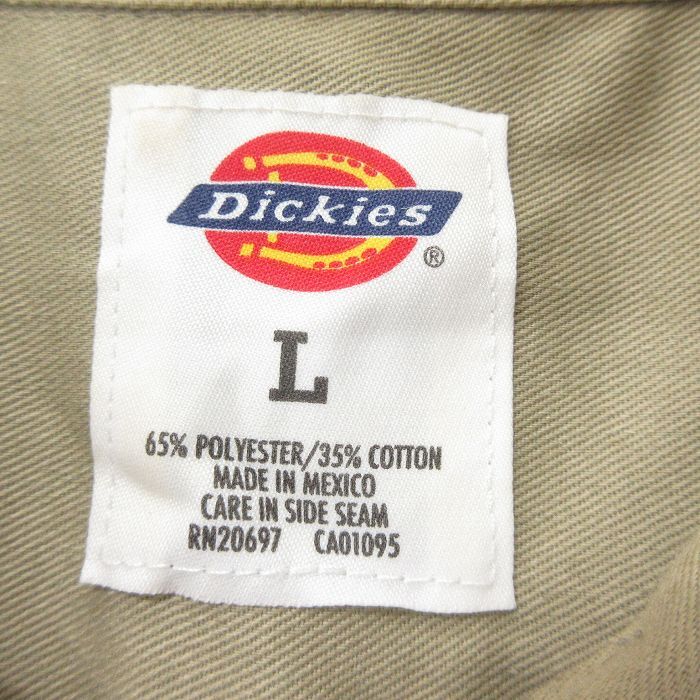 Dickies
®
L
65% POLYESTER/35% COTTON
MADE IN MEXICO
CARE IN SIDE SEAM
RN20697 CA01095